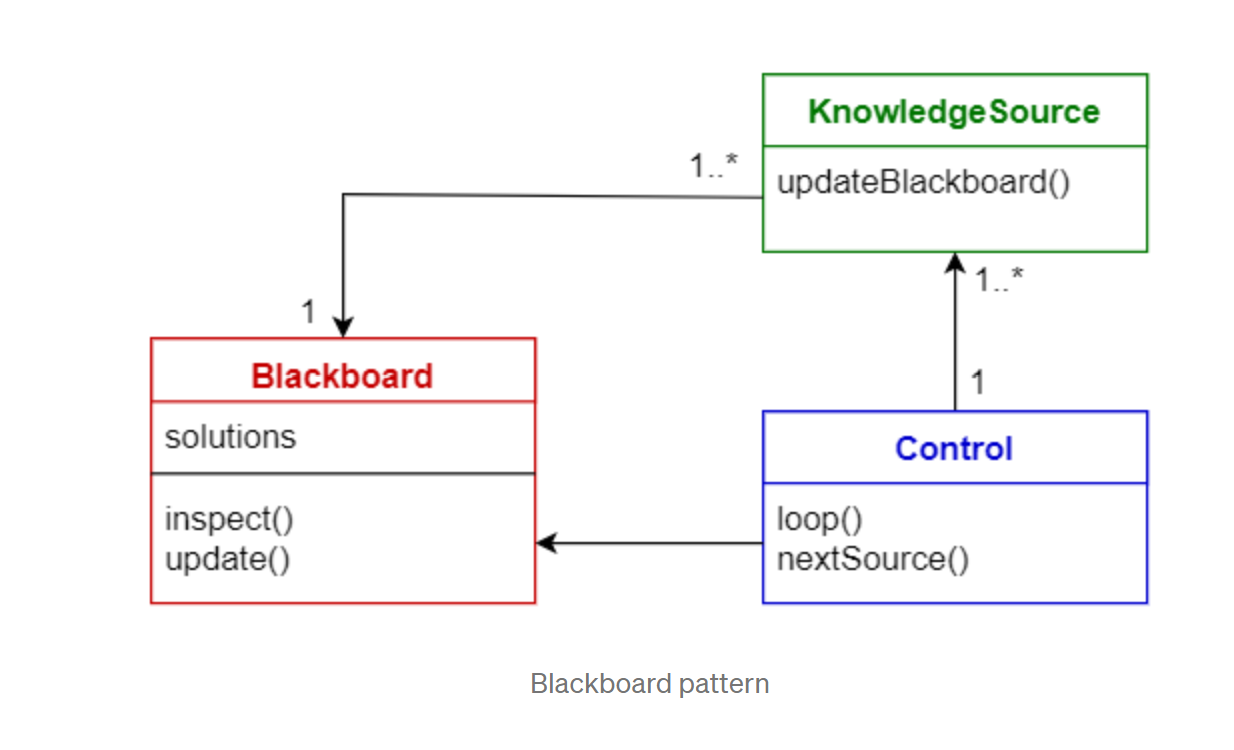 KnowledgeSource
1..*
updateBlackboard()
1..*
1
Blackboard
1
Control
solutions
inspect()
update()
loop()
nextSource()
Blackboard pattern